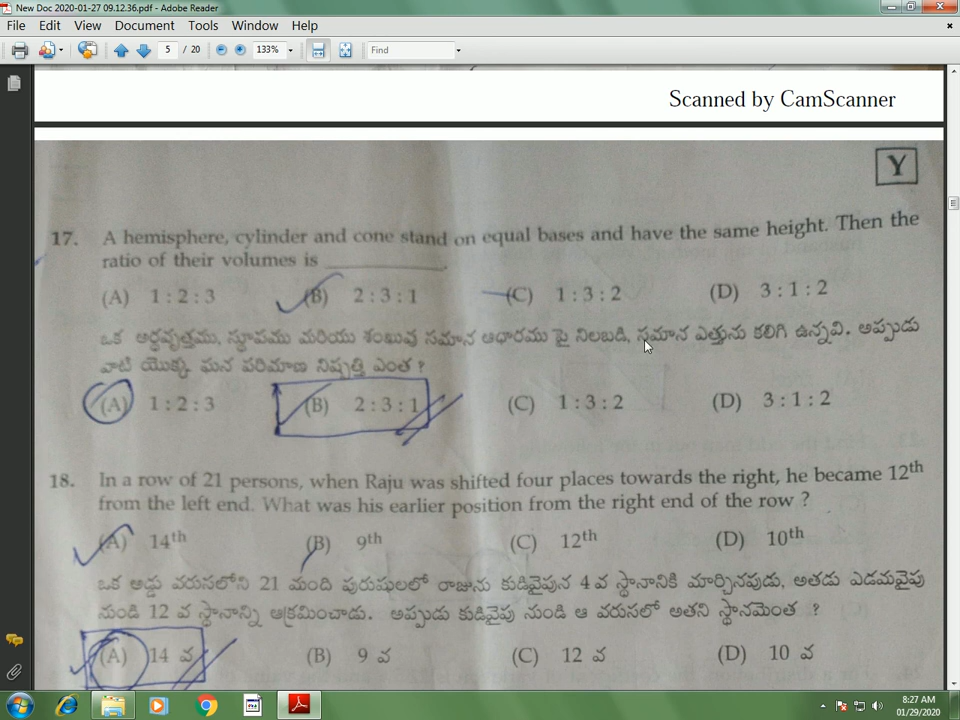 New Doc 2020-01-27 09.12.36.pdf - Adobe Reader
File Edit View Document Tools Window Help
5 / 20 133% Find
Scanned by CamScanner
Y
17. A hemisphere, cylinder and cone stand on equal bases and have the same height. Then the
ratio of their volumes is ____________.
(A) 1 : 2 : 3 (B) 2 : 3 : 1 (C) 1 : 3 : 2 (D) 3 : 1 : 2
ఒక అర్ధవృత్తము, స్థూపము మరియు శంఖువు సమాన ఆధారము పై నిలబడి, సమాన ఎత్తును కలిగి ఉన్నవి. అప్పుడు
వాటి యొక్క ఘన పరిమాణ నిష్పత్తి ఎంత ?
(A) 1 : 2 : 3 (B) 2 : 3 : 1 (C) 1 : 3 : 2 (D) 3 : 1 : 2
18. In a row of 21 persons, when Raju was shifted four places towards the right, he became 12th
from the left end. What was his earlier position from the right end of the row ?
(A) 14th (B) 9th (C) 12th (D) 10th
ఒక అడ్డు వరుసలోని 21 మంది పురుషులలో రాజును కుడివైపున 4 వ స్థానానికి మార్చినపుడు, అతడు ఎడమవైపు
నుండి 12 వ స్థానాన్ని ఆక్రమించాడు. అప్పుడు కుడివైపు నుండి ఆ వరుసలో అతని స్థానమెంత ?
(A) 14 వ (B) 9 వ (C) 12 వ (D) 10 వ
8:27 AM
01/29/2020